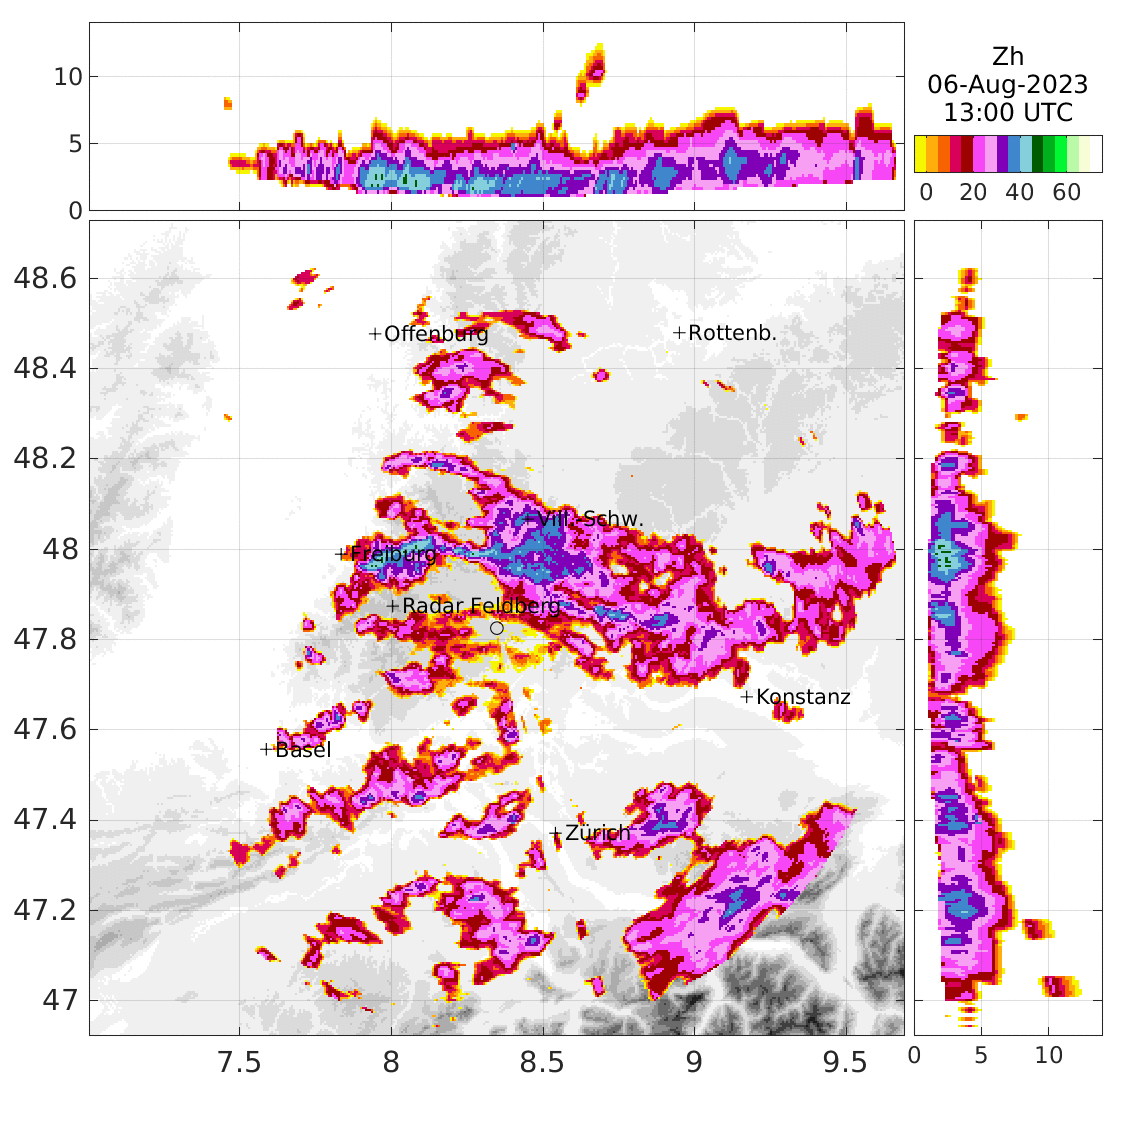 10
5
0
Zh
06-Aug-2023
13:00 UTC
0 20 40 60
48.6
48.4
48.2
48
47.8
47.6
47.4
47.2
47
+Offenburg
+Rottenb.
+Vill.-Schw.
+Freiburg
+Radar Feldberg
+Konstanz
+Basel
+Zürich
7.5 8 8.5 9 9.5
0 5 10